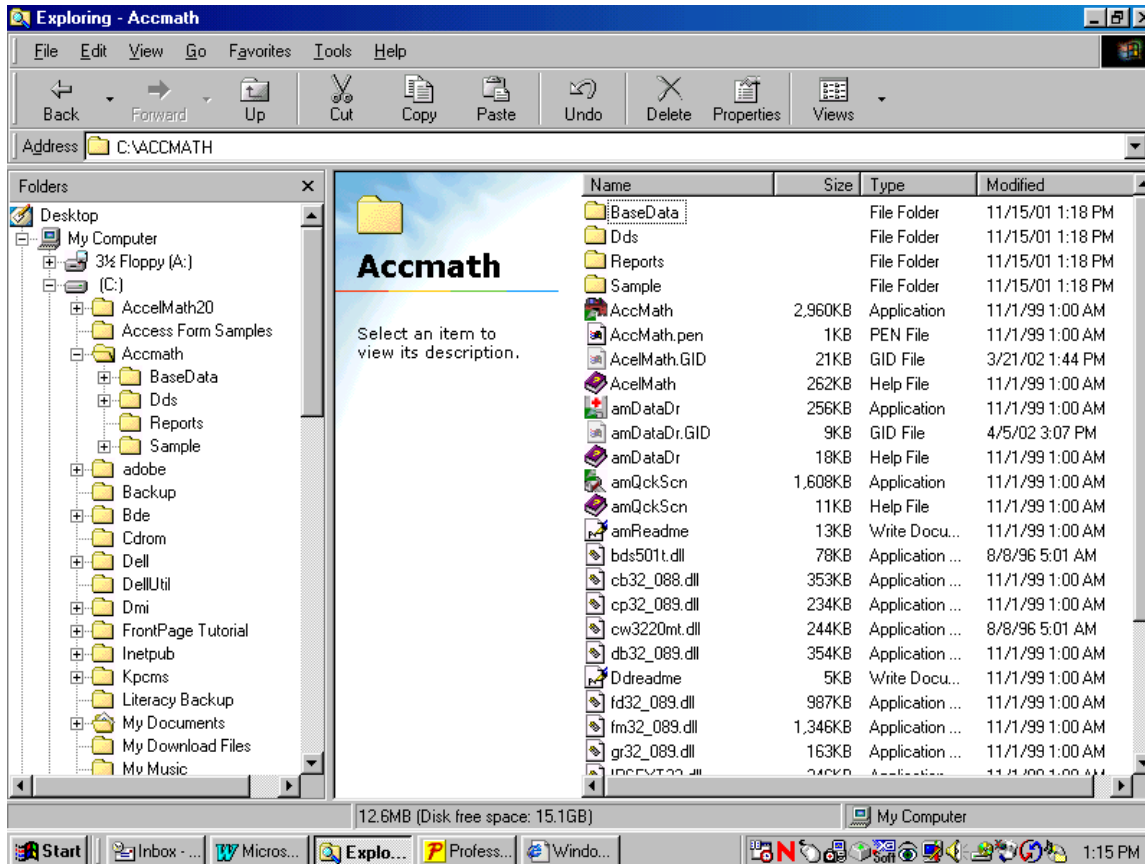 Exploring - Accmath
File Edit View Go Favorites Tools Help
Back Forward Up Cut Copy Paste Undo Delete Properties Views
Address C:\ACCMATH
Folders
Desktop
My Computer
3½ Floppy (A:)
(C:)
AccelMath20
Access Form Samples
Accmath
BaseData
Dds
Reports
Sample
adobe
Backup
Bde
Cdrom
Dell
DellUtil
Dmi
FrontPage Tutorial
Inetpub
Kpcms
Literacy Backup
My Documents
My Download Files
My Music
Accmath
Select an item to
view its description.
Name Size Type Modified
BaseData File Folder 11/15/01 1:18 PM
Dds File Folder 11/15/01 1:18 PM
Reports File Folder 11/15/01 1:18 PM
Sample File Folder 11/15/01 1:18 PM
AccMath 2,960KB Application 11/1/99 1:00 AM
AccMath.pen 1KB PEN File 11/1/99 1:00 AM
AcelMath.GID 21KB GID File 3/21/02 1:44 PM
AcelMath 262KB Help File 11/1/99 1:00 AM
amDataDr 256KB Application 11/1/99 1:00 AM
amDataDr.GID 9KB GID File 4/5/02 3:07 PM
amDataDr 18KB Help File 11/1/99 1:00 AM
amQckScn 1,608KB Application 11/1/99 1:00 AM
amQckScn 11KB Help File 11/1/99 1:00 AM
amReadme 13KB Write Docu... 11/1/99 1:00 AM
bds501t.dll 78KB Application ... 8/8/96 5:01 AM
cb32_088.dll 353KB Application ... 11/1/99 1:00 AM
cp32_089.dll 234KB Application ... 11/1/99 1:00 AM
cw3220mt.dll 244KB Application ... 8/8/96 5:01 AM
db32_089.dll 354KB Application ... 11/1/99 1:00 AM
Ddreadme 5KB Write Docu... 11/1/99 1:00 AM
fd32_089.dll 987KB Application ... 11/1/99 1:00 AM
fm32_089.dll 1,346KB Application ... 11/1/99 1:00 AM
gr32_089.dll 163KB Application ... 11/1/99 1:00 AM
12.6MB (Disk free space: 15.1GB) My Computer
Start Inbox - ... Micros... Explo... Profess... Windo... 1:15 PM